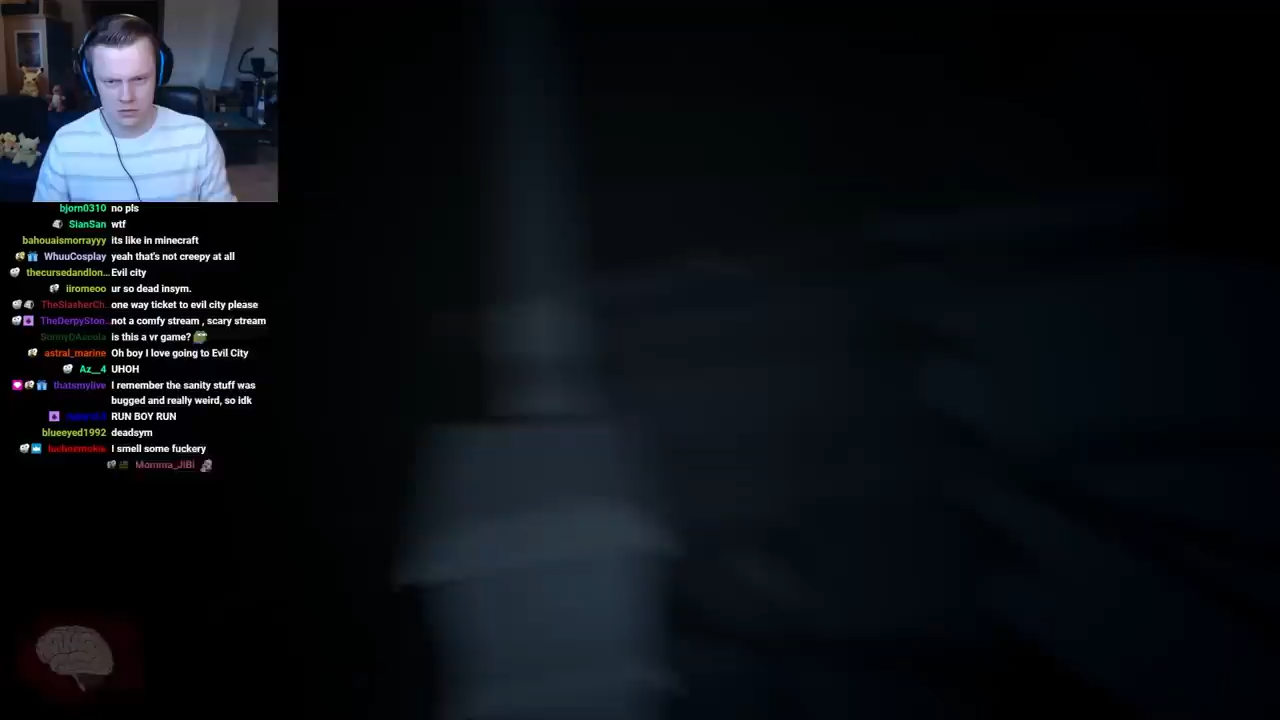 bjorn0310 no pls
SianSan wtf
bahouaismorrayyy its like in minecraft
WhuuCosplay yeah that's not creepy at all
thecursedandlon... Evil city
iiromeoo ur so dead insym.
TheSlasherCh... one way ticket to evil city please
TheDerpySton... not a comfy stream , scary stream
SunnyDAecula is this a vr game?
astral_marine Oh boy I love going to Evil City
Az__4 UHOH
thatsmylive I remember the sanity stuff was
bugged and really weird, so idk
RUN BOY RUN
blueeyed1992 deadsym
I smell some fuckery
Momma_JiBi